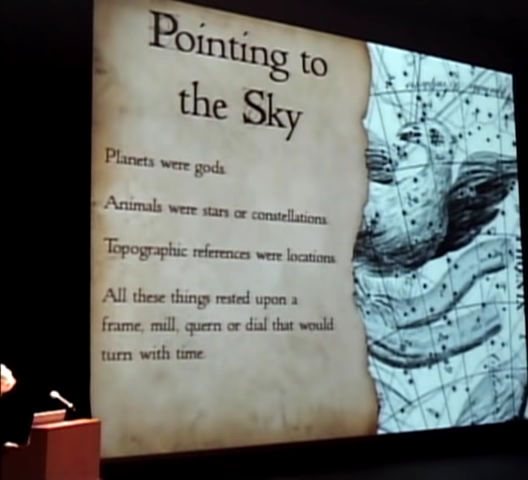 Pointing to
the Sky
Planets were gods.
Animals were stars or constellations.
Topographic references were locations.
All these things rested upon a
frame, mill, quern or dial that would
turn with time.